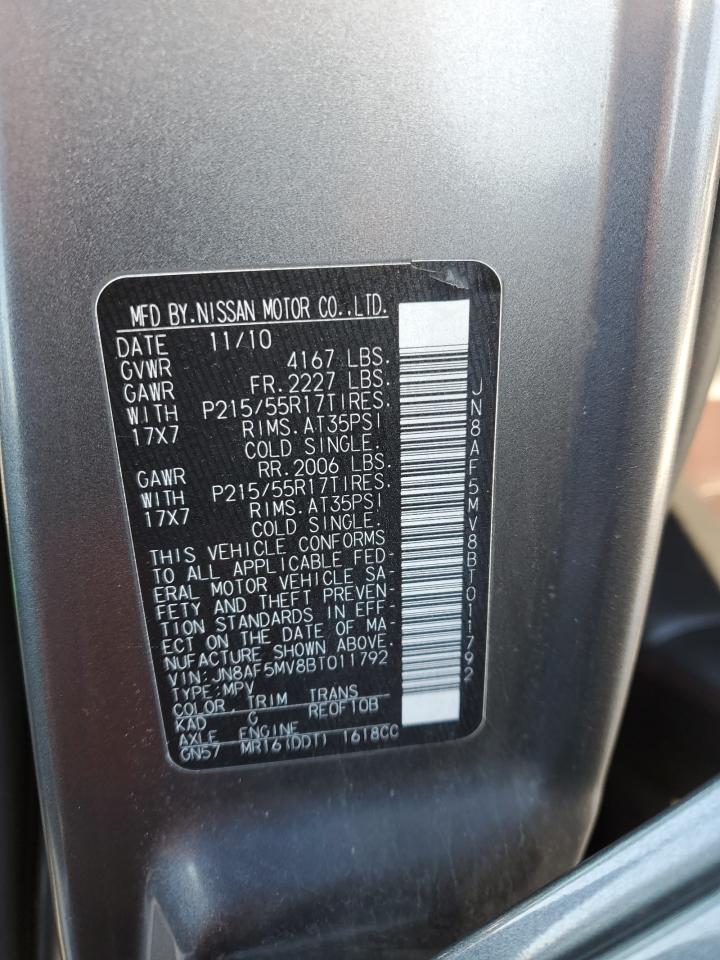 MFD BY.NISSAN MOTOR CO.,LTD.
DATE 11/10
GVWR 4167 LBS.
GAWR FR.2227 LBS.
WITH P215/55R17TIRES.
17X7 RIMS.AT35PSI
COLD SINGLE.
GAWR RR.2006 LBS.
WITH P215/55R17TIRES.
17X7 RIMS.AT35PSI
COLD SINGLE.
THIS VEHICLE CONFORMS
TO ALL APPLICABLE FED-
ERAL MOTOR VEHICLE SA-
FETY AND THEFT PREVEN-
TION STANDARDS IN EFF-
ECT ON THE DATE OF MA-
NUFACTURE SHOWN ABOVE.
VIN:JN8AF5MV8BT011792
TYPE:MPV
COLOR TRIM TRANS
KAD G RE0F10B
AXLE ENGINE
GN57 MR16(DDT) 1618CC
JN8AF5MV8BT011792